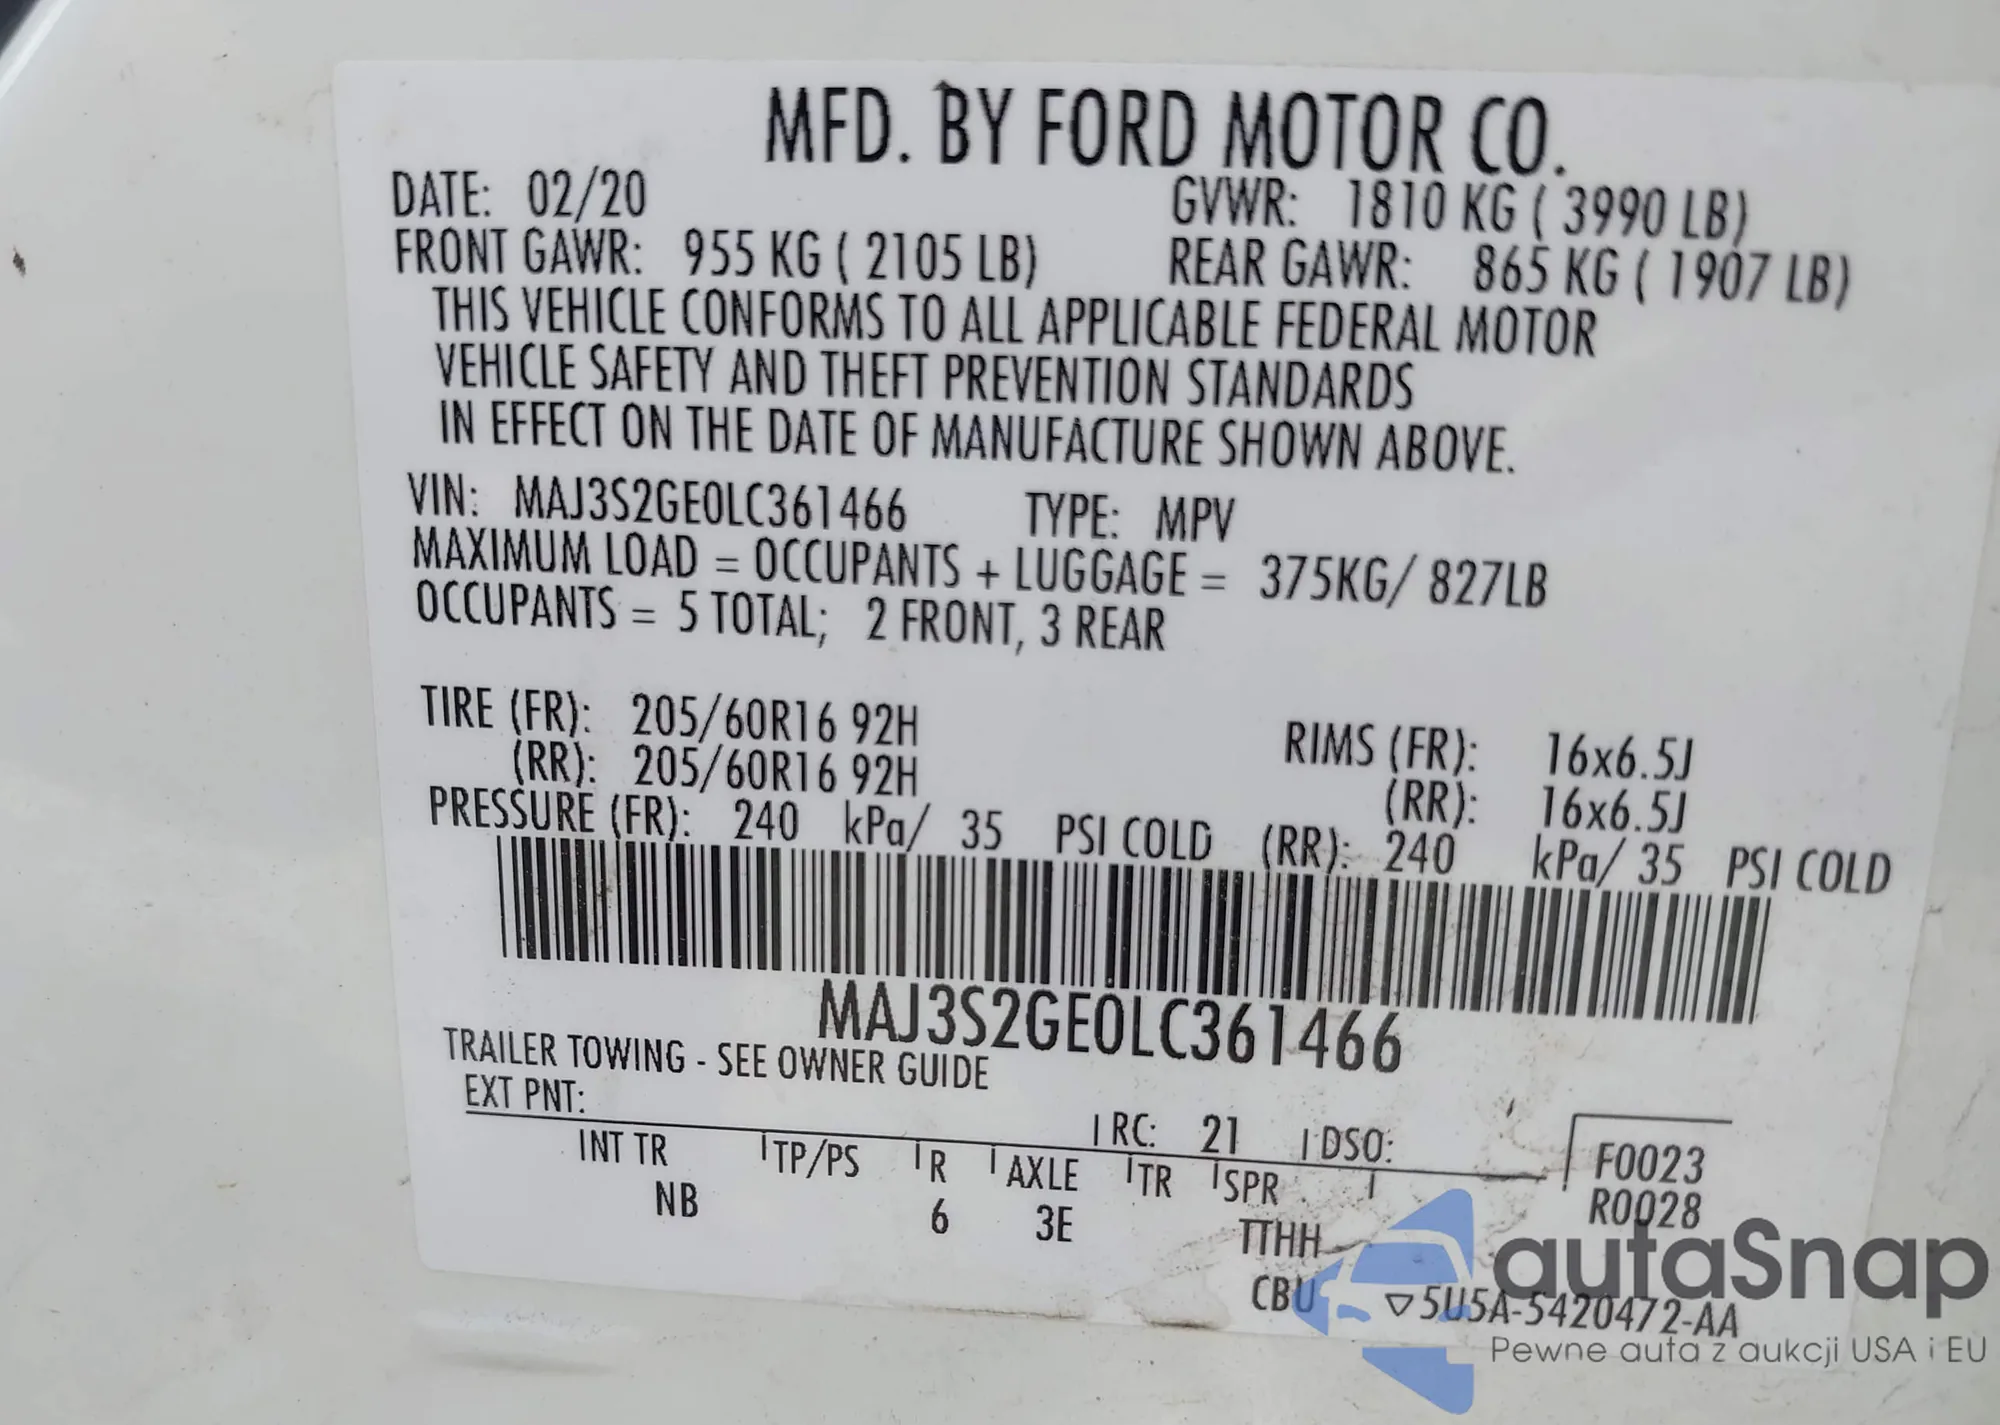 MFD. BY FORD MOTOR CO.
DATE: 02/20 GVWR: 1810 KG ( 3990 LB)
FRONT GAWR: 955 KG ( 2105 LB) REAR GAWR: 865 KG ( 1907 LB)
THIS VEHICLE CONFORMS TO ALL APPLICABLE FEDERAL MOTOR
VEHICLE SAFETY AND THEFT PREVENTION STANDARDS
IN EFFECT ON THE DATE OF MANUFACTURE SHOWN ABOVE.
VIN: MAJ3S2GE0LC361466 TYPE: MPV
MAXIMUM LOAD = OCCUPANTS + LUGGAGE = 375KG/ 827LB
OCCUPANTS = 5 TOTAL; 2 FRONT, 3 REAR
TIRE (FR): 205/60R16 92H RIMS (FR): 16x6.5J
(RR): 205/60R16 92H (RR): 16x6.5J
PRESSURE (FR): 240 kPa/ 35 PSI COLD (RR): 240 kPa/ 35 PSI COLD
MAJ3S2GE0LC361466
TRAILER TOWING - SEE OWNER GUIDE
EXT PNT: RC: 21 DSO:
F0023
INT TR TP/PS R AXLE TR SPR
R0028
NB 6 3E TTHH
CBU ▽5U5A-5420472-AA
autaSnap
Pewne auta z aukcji USA i EU